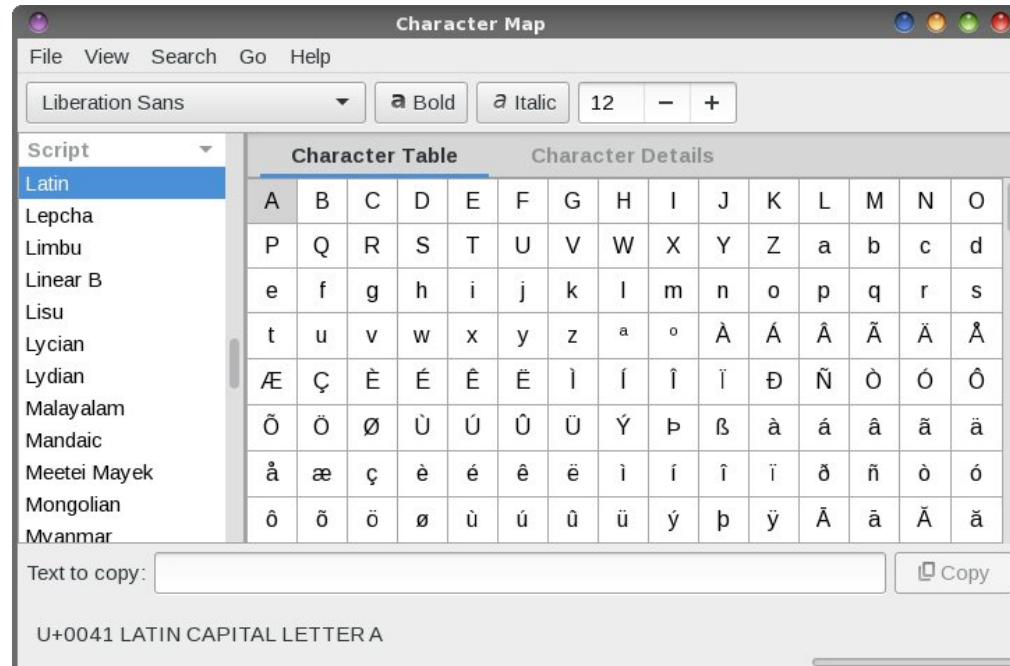 Character Map
File View Search Go Help
Liberation Sans a Bold a Italic 12 − +
Script
Latin
Lepcha
Limbu
Linear B
Lisu
Lycian
Lydian
Malayalam
Mandaic
Meetei Mayek
Mongolian
Myanmar
Character Table Character Details
A B C D E F G H I J K L M N O
P Q R S T U V W X Y Z a b c d
e f g h i j k l m n o p q r s
t u v w x y z ª º À Á Â Ã Ä Å
Æ Ç È É Ê Ë Ì Í Î Ï Ð Ñ Ò Ó Ô
Õ Ö Ø Ù Ú Û Ü Ý Þ ß à á â ã ä
å æ ç è é ê ë ì í î ï ð ñ ò ó
ô õ ö ø ù ú û ü ý þ ÿ Ā ā Ă ă
Text to copy: Copy
U+0041 LATIN CAPITAL LETTER A